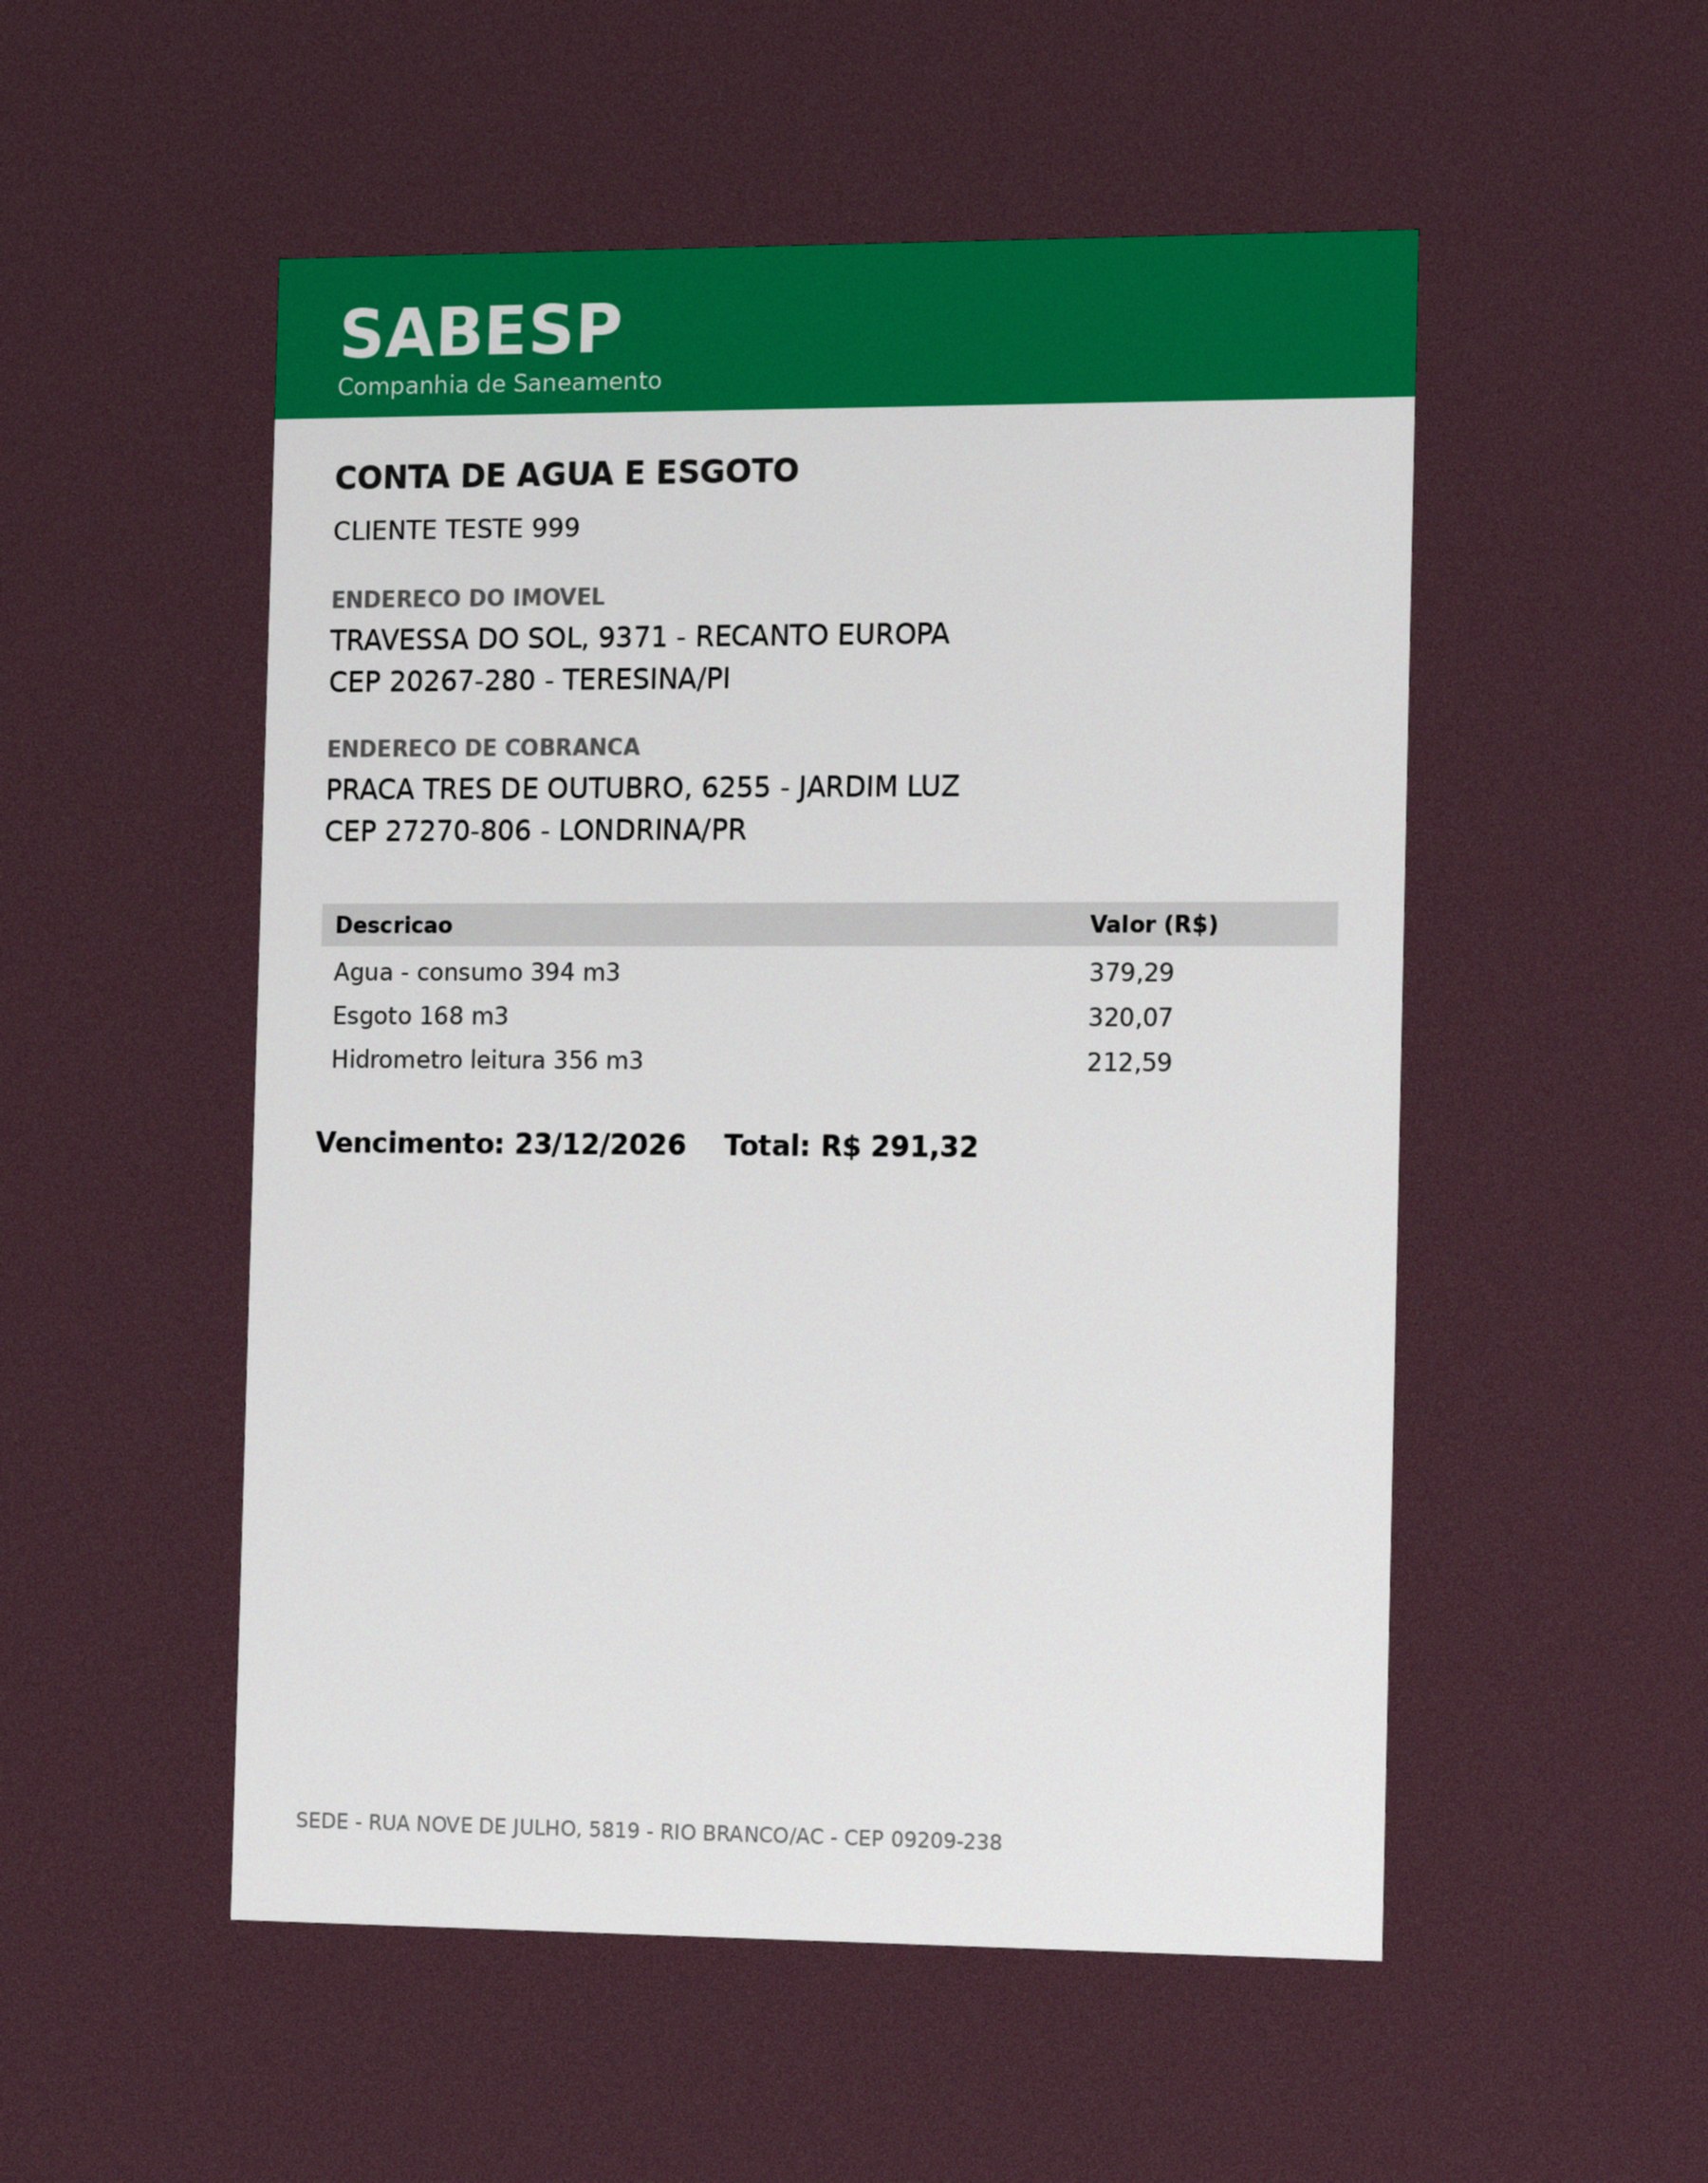 SABESP
Companhia de Saneamento
CONTA DE AGUA E ESGOTO
CLIENTE TESTE 999
ENDERECO DO IMOVEL
TRAVESSA DO SOL, 9371 - RECANTO EUROPA
CEP 20267-280 - TERESINA/PI
ENDERECO DE COBRANCA
PRACA TRES DE OUTUBRO, 6255 - JARDIM LUZ
CEP 27270-806 - LONDRINA/PR
Descricao Valor (R$)
Agua - consumo 394 m3 379,29
Esgoto 168 m3 320,07
Hidrometro leitura 356 m3 212,59
Vencimento: 23/12/2026 Total: R$ 291,32
SEDE - RUA NOVE DE JULHO, 5819 - RIO BRANCO/AC - CEP 09209-238